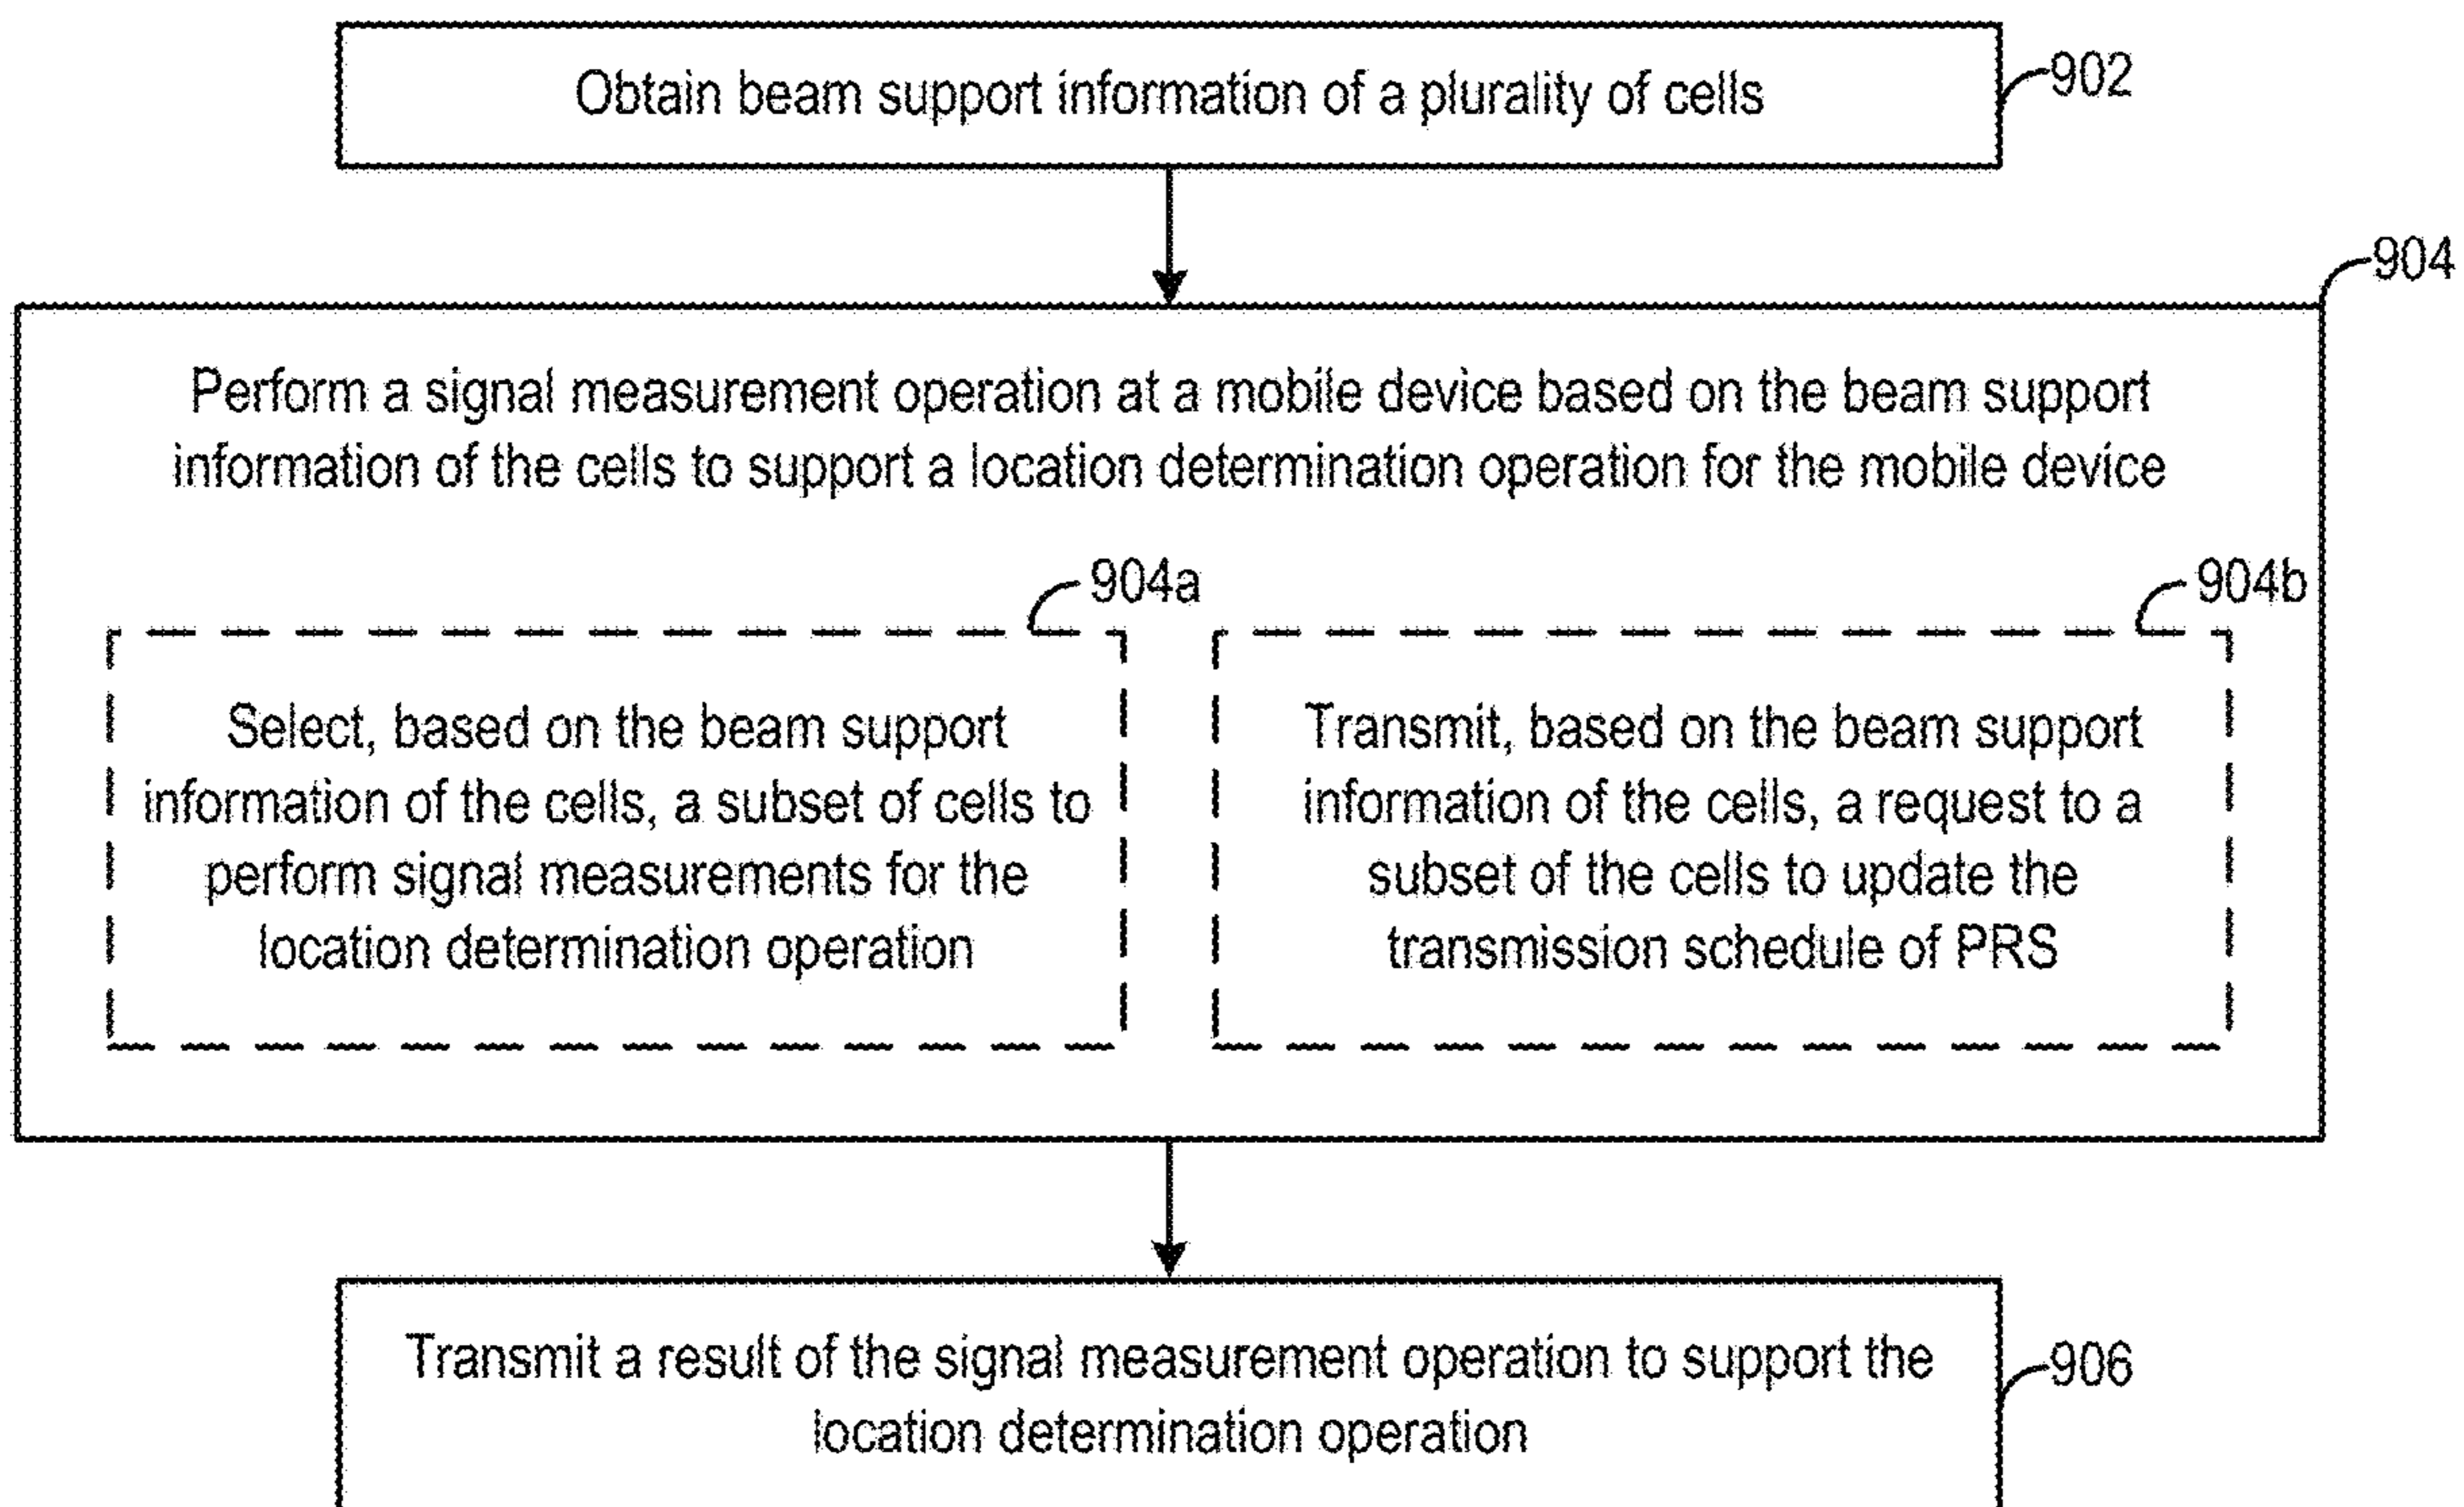 Obtain beam support information of a plurality of cells
902
904
Perform a signal measurement operation at a mobile device based on the beam support
information of the cells to support a location determination operation for the mobile device
904a
Select, based on the beam support
information of the cells, a subset of cells to
perform signal measurements for the
location determination operation
904b
Transmit, based on the beam support
information of the cells, a request to a
subset of the cells to update the
transmission schedule of PRS
Transmit a result of the signal measurement operation to support the
location determination operation
906